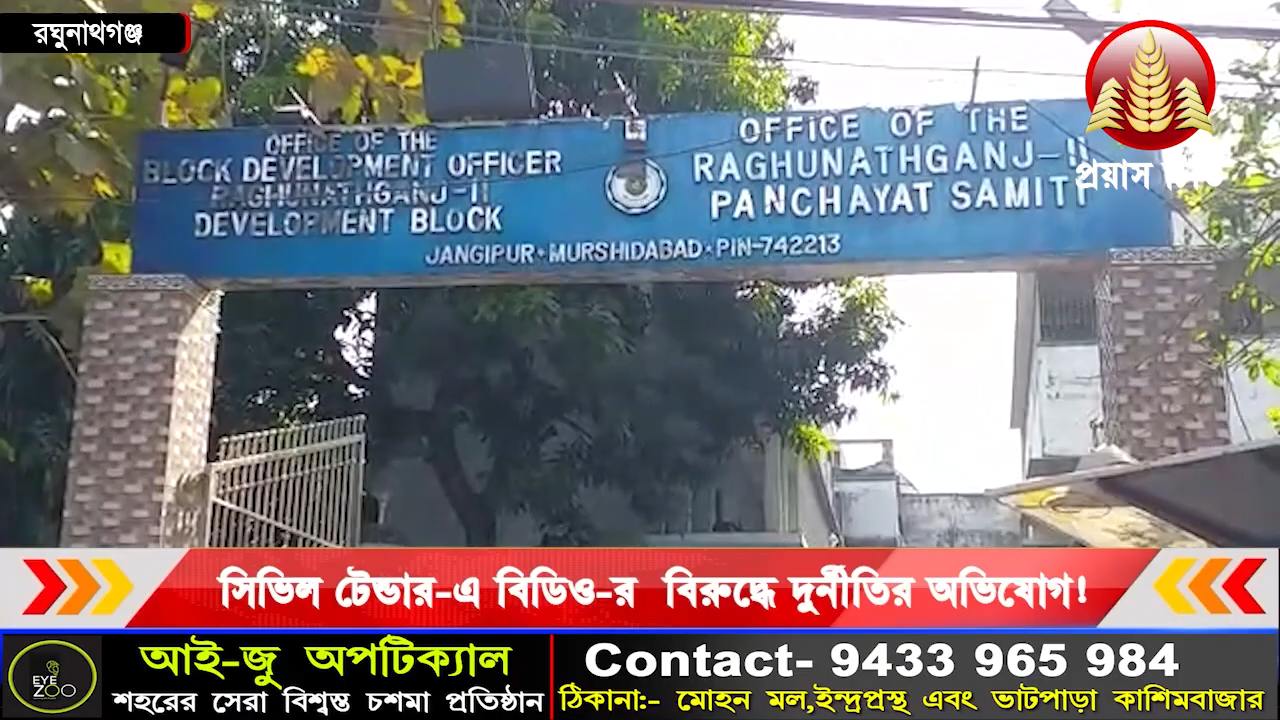 রঘুনাথগঞ্জ
OFFICE OF THE
BLOCK DEVELOPMENT OFFICER
RAGHUNATHGANJ-II
DEVELOPMENT BLOCK
OFFICE OF THE
RAGHUNATHGANJ-II
PANCHAYAT SAMITI
JANGIPUR · MURSHIDABAD · PIN-742213
প্রয়াস
সিভিল টেন্ডার-এ বিডিও-র বিরুদ্ধে দুর্নীতির অভিযোগ!
EYE
ZOO
আই-জু অপটিক্যাল
শহরের সেরা বিশ্বস্ত চশমা প্রতিষ্ঠান
Contact- 9433 965 984
ঠিকানা:- মোহন মল,ইন্দ্রপ্রস্থ এবং ভাটপাড়া কাশিমবাজার